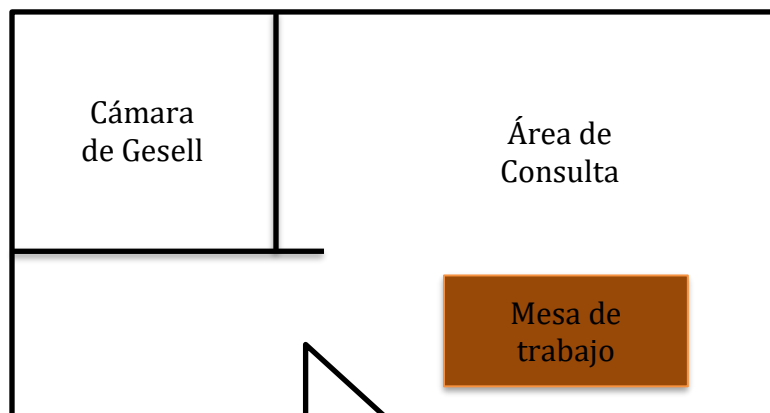 Cámara
de Gesell
Área de
Consulta
Mesa de
trabajo